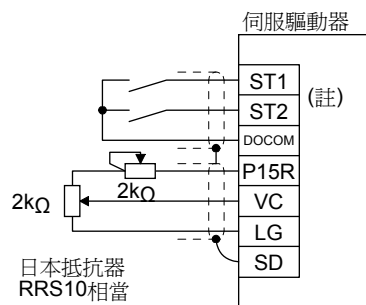 伺服驅動器
ST1
(註)
ST2
DOCOM
P15R
2kΩ
VC
2kΩ
LG
SD
日本抵抗器
RRS10相當